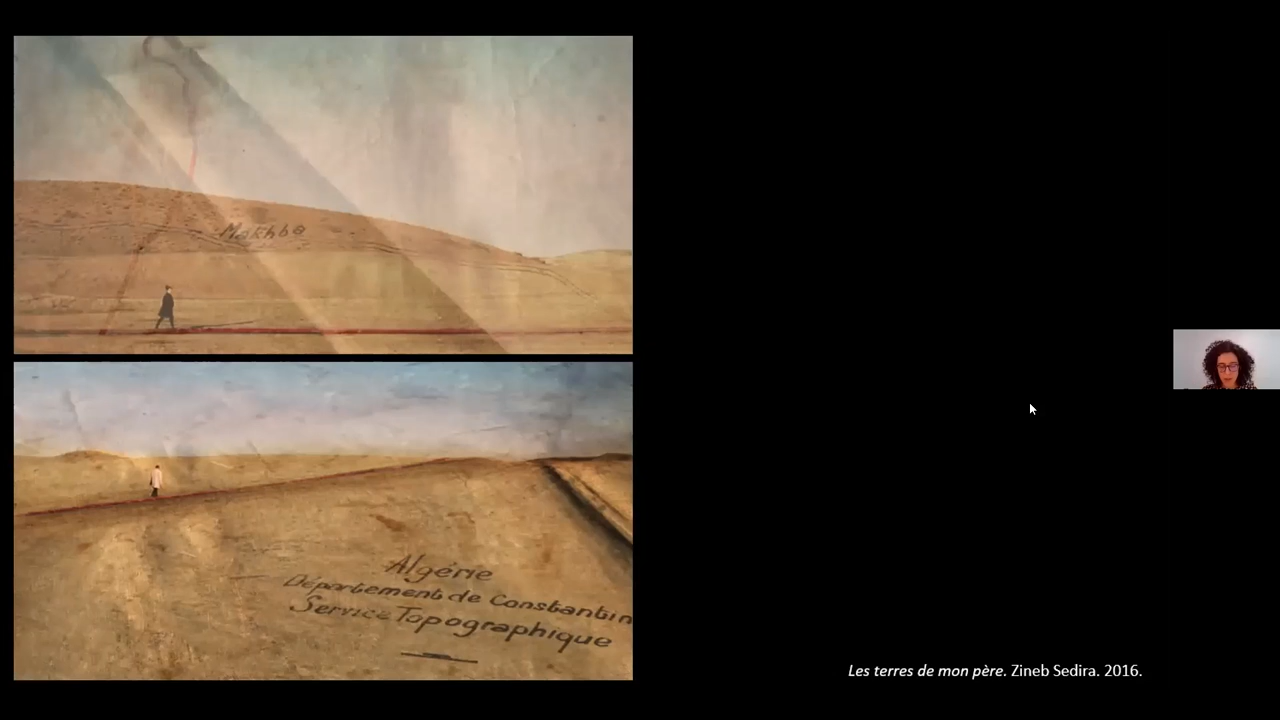 Makhba
Algérie
Département de Constantin
Service Topographique
Les terres de mon père. Zineb Sedira. 2016.